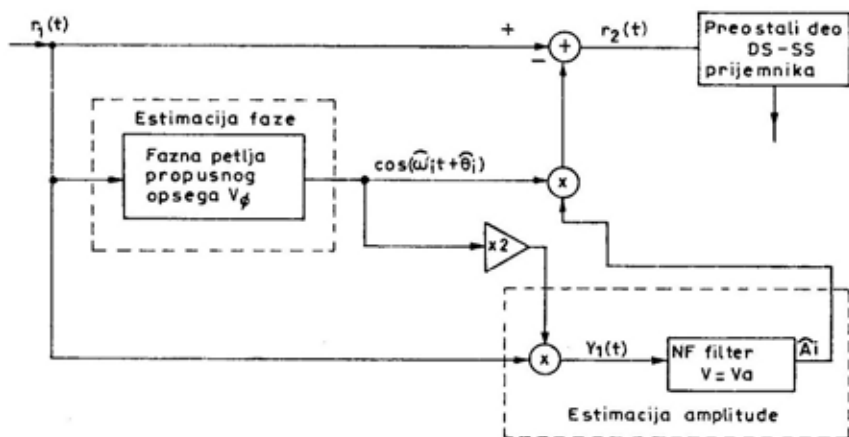 r₁(t)
+
+
−
r₂(t)
Preostali deo
DS-SS
prijemnika
Estimacija faze
Fazna petlja
propusnog
opsega V_ϕ
cos(ω̂ᵢt+θ̂ᵢ)
x
x2
x
Y₁(t)
NF filter
V=Va
Âi
Estimacija amplitude